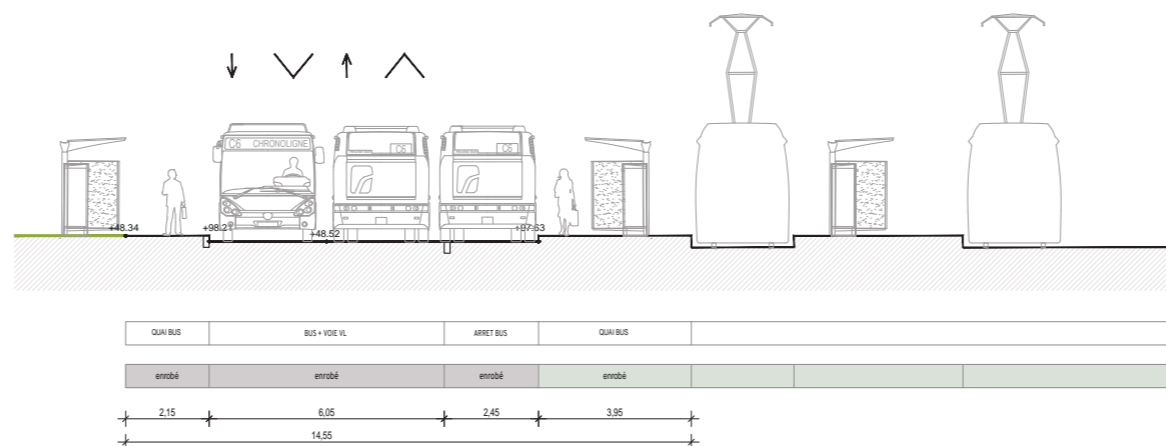 C6 CHRONOLIGNE
C6
C6
+48.34
+98.21
+48.52
+97.63
QUAI BUS
BUS + VOIE VL
ARRET BUS
QUAI BUS
enrobé
enrobé
enrobé
enrobé
2,15
6,05
2,45
3,95
14,55